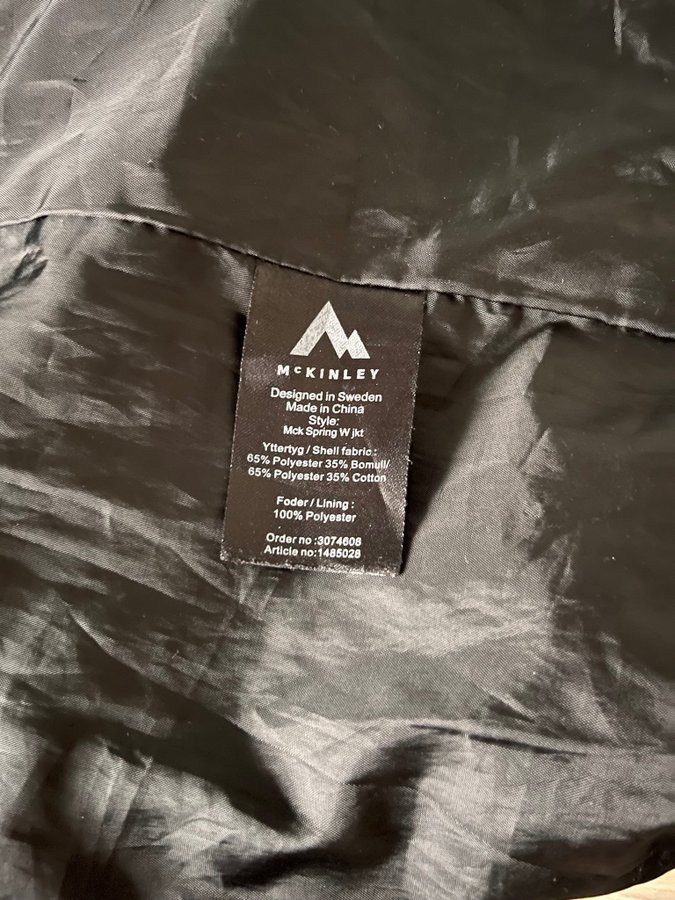 McKINLEY
Designed in Sweden
Made in China
Style:
Mck Spring W jkt
Yttertyg / Shell fabric :
65% Polyester 35% Bomull/
65% Polyester 35% Cotton
Foder / Lining :
100% Polyester
Order no :3074608
Article no:1485028